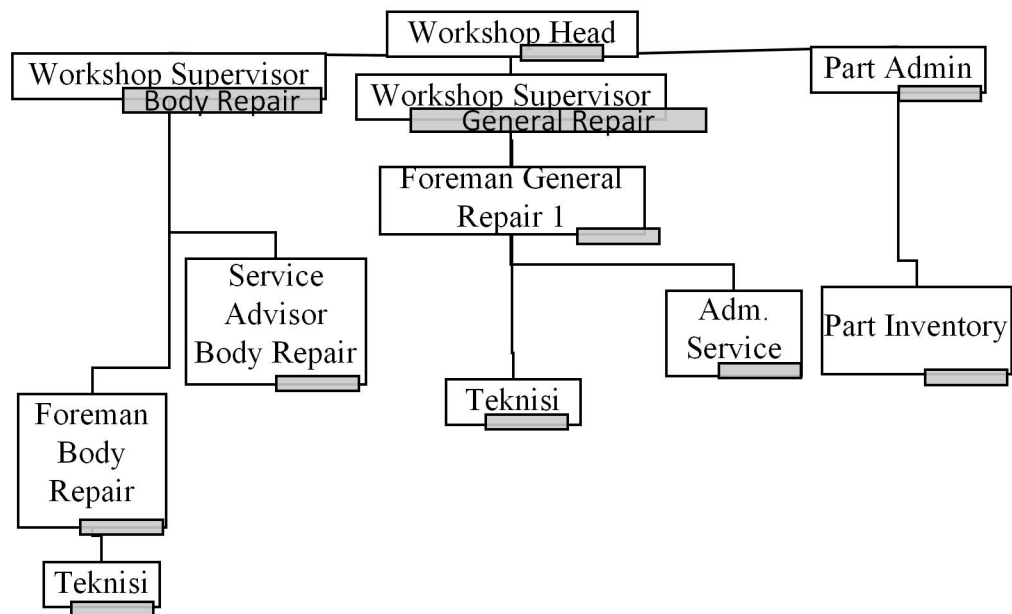 Workshop Head
Workshop Supervisor
Body Repair
Workshop Supervisor
General Repair
Part Admin
Foreman General
Repair 1
Service
Advisor
Body Repair
Adm.
Service
Part Inventory
Teknisi
Foreman
Body
Repair
Teknisi